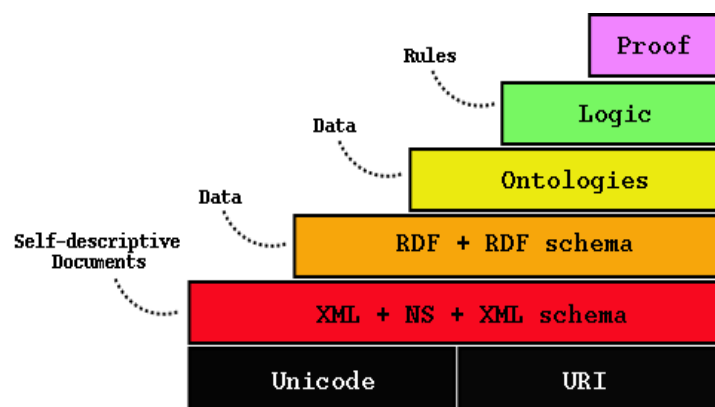 Proof
Rules
Logic
Data
Ontologies
Data
RDF + RDF schema
Self-descriptive
Documents
XML + NS + XML schema
Unicode
URI